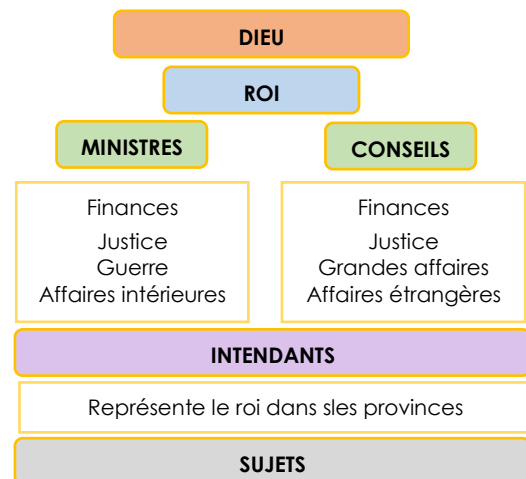 DIEU
ROI
MINISTRES
CONSEILS
Finances
Justice
Guerre
Affaires intérieures
Finances
Justice
Grandes affaires
Affaires étrangères
INTENDANTS
Représente le roi dans sles provinces
SUJETS